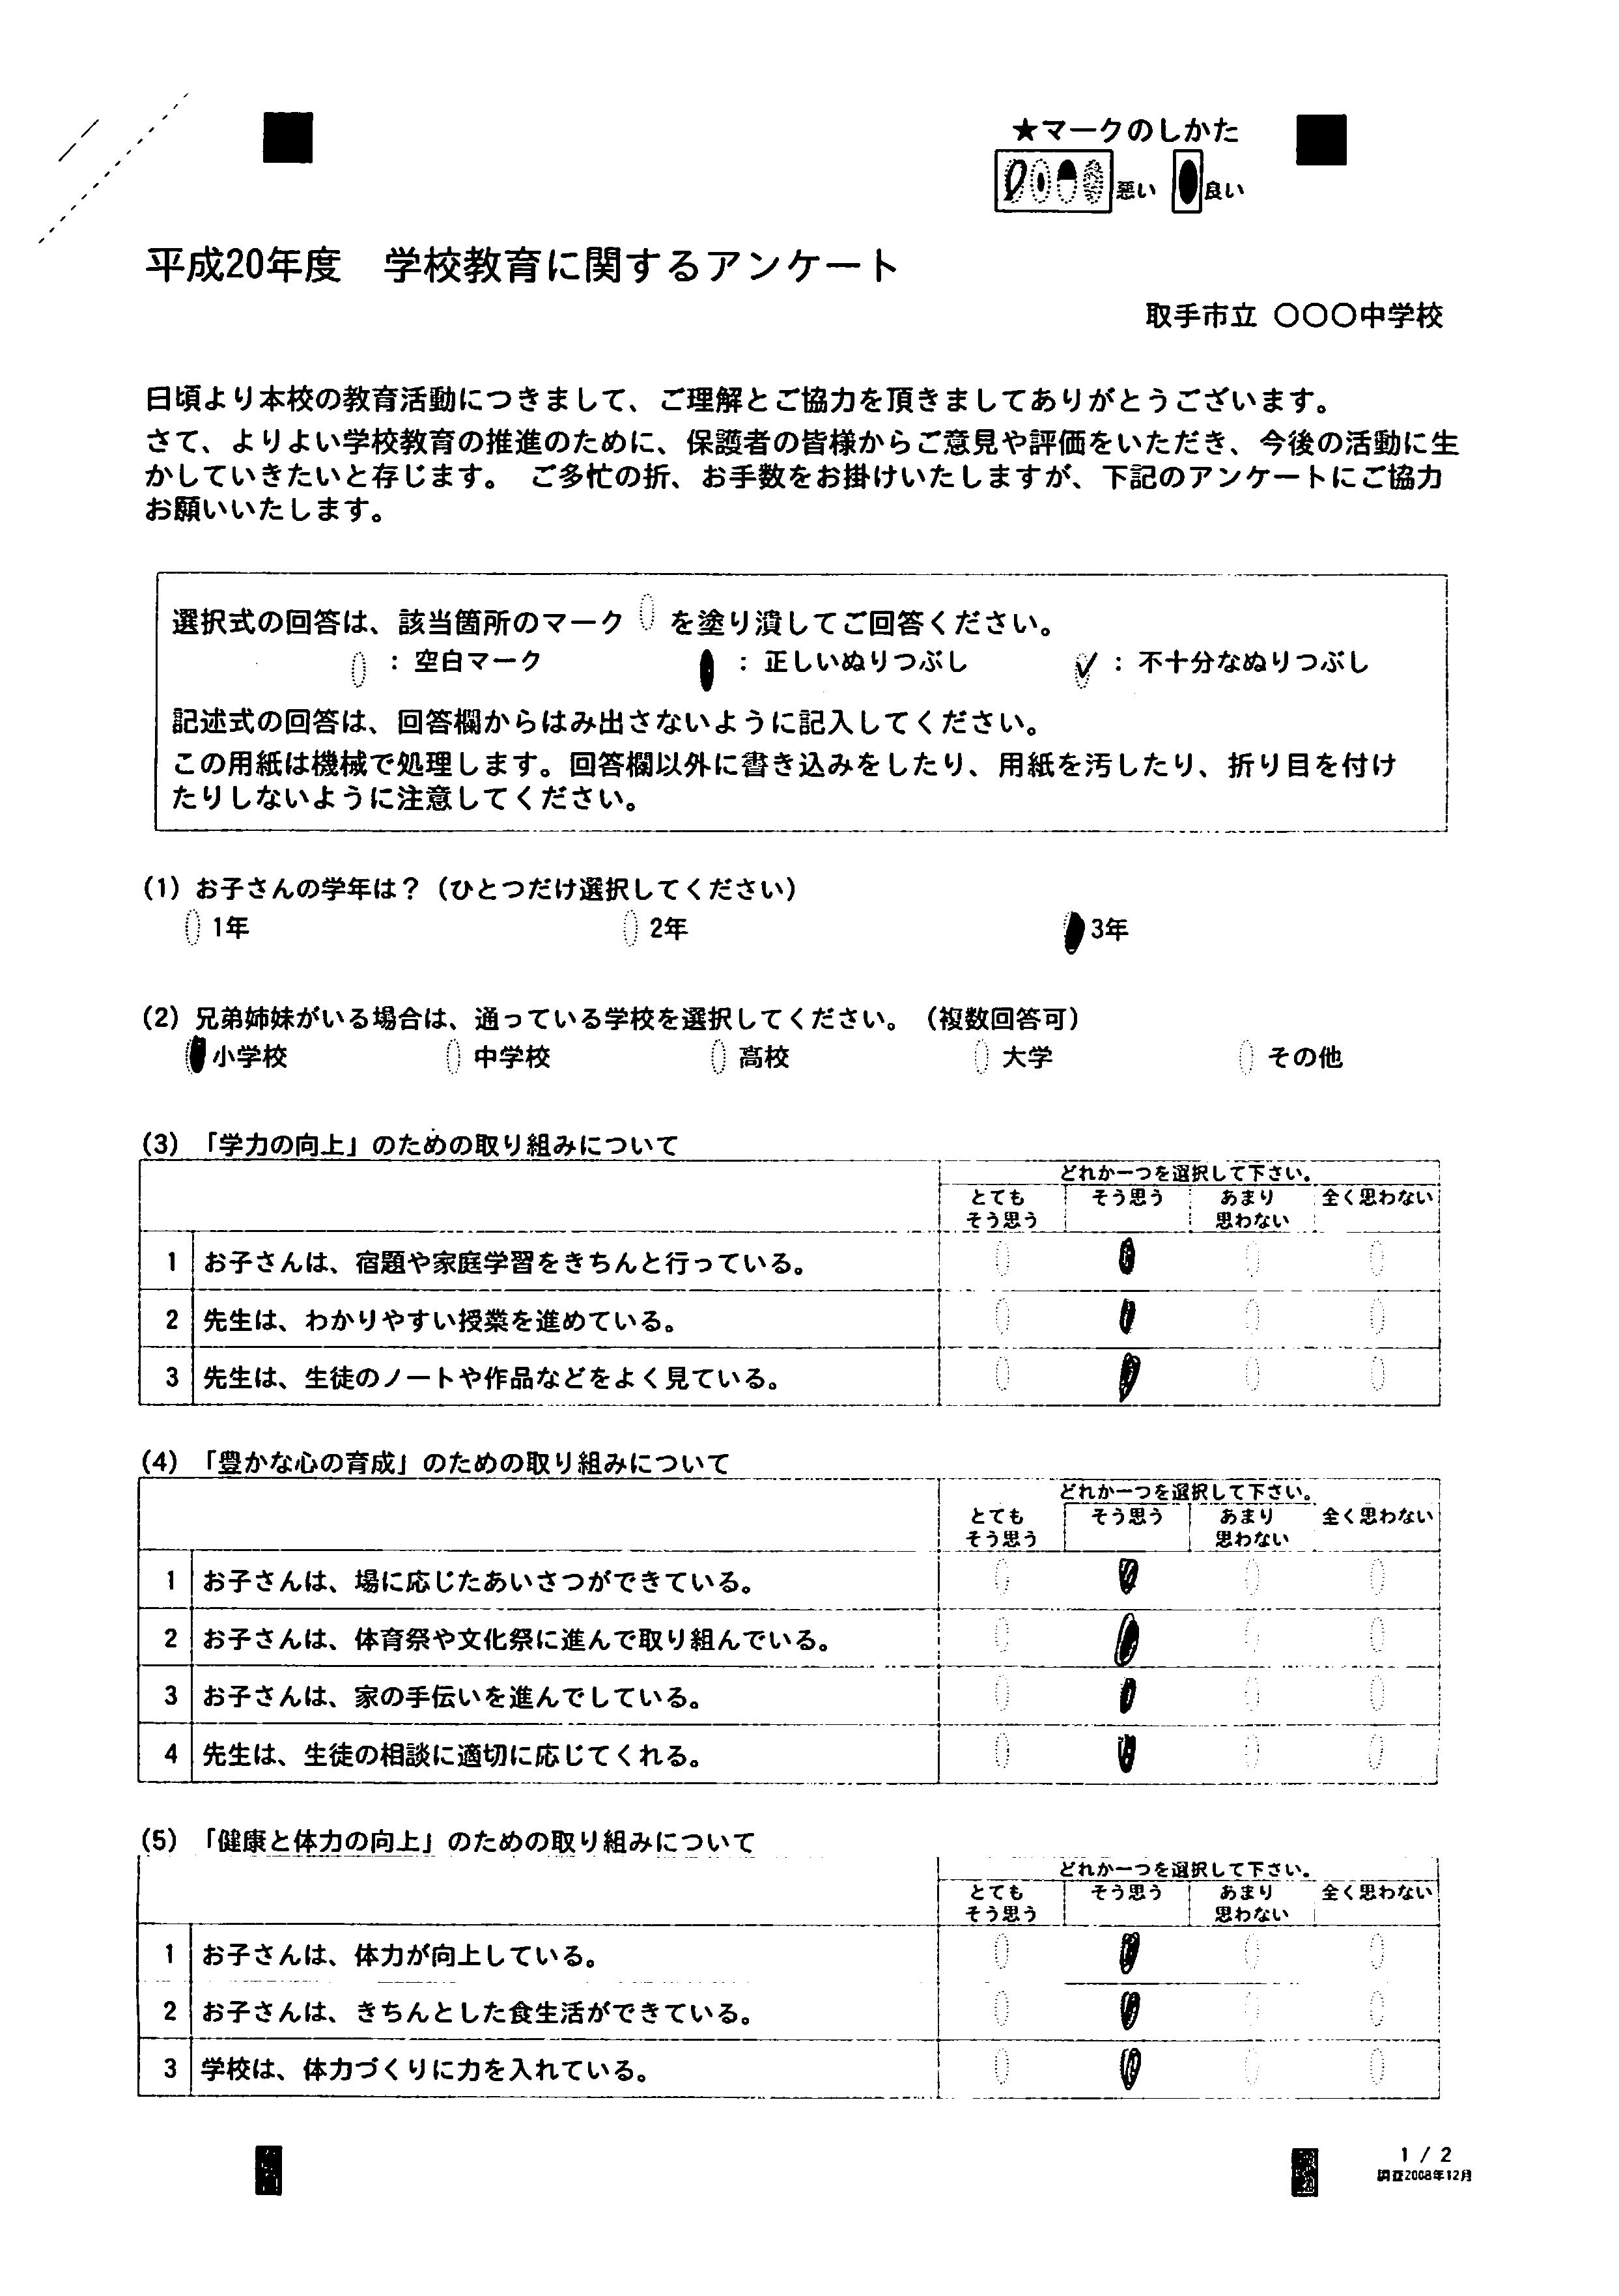 ★マークのしかた
悪い 良い
平成20年度 学校教育に関するアンケート
取手市立 〇〇〇中学校
日頃より本校の教育活動につきまして、ご理解とご協力を頂きましてありがとうございます。
さて、よりよい学校教育の推進のために、保護者の皆様からご意見や評価をいただき、今後の活動に生
かしていきたいと存じます。 ご多忙の折、お手数をお掛けいたしますが、下記のアンケートにご協力
お願いいたします。
選択式の回答は、該当箇所のマーク を塗り潰してご回答ください。
：空白マーク ：正しいぬりつぶし ：不十分なぬりつぶし
記述式の回答は、回答欄からはみ出さないように記入してください。
この用紙は機械で処理します。回答欄以外に書き込みをしたり、用紙を汚したり、折り目を付け
たりしないように注意してください。
(1) お子さんの学年は？（ひとつだけ選択してください）
1年 2年 3年
(2) 兄弟姉妹がいる場合は、通っている学校を選択してください。（複数回答可）
小学校 中学校 高校 大学 その他
(3) 「学力の向上」のための取り組みについて
どれか一つを選択して下さい。
とても そう思う あまり 全く思わない
そう思う 思わない
1 お子さんは、宿題や家庭学習をきちんと行っている。
2 先生は、わかりやすい授業を進めている。
3 先生は、生徒のノートや作品などをよく見ている。
(4) 「豊かな心の育成」のための取り組みについて
どれか一つを選択して下さい。
とても そう思う あまり 全く思わない
そう思う 思わない
1 お子さんは、場に応じたあいさつができている。
2 お子さんは、体育祭や文化祭に進んで取り組んでいる。
3 お子さんは、家の手伝いを進んでしている。
4 先生は、生徒の相談に適切に応じてくれる。
(5) 「健康と体力の向上」のための取り組みについて
どれか一つを選択して下さい。
とても そう思う あまり 全く思わない
そう思う 思わない
1 お子さんは、体力が向上している。
2 お子さんは、きちんとした食生活ができている。
3 学校は、体力づくりに力を入れている。
1 / 2
調査2008年12月